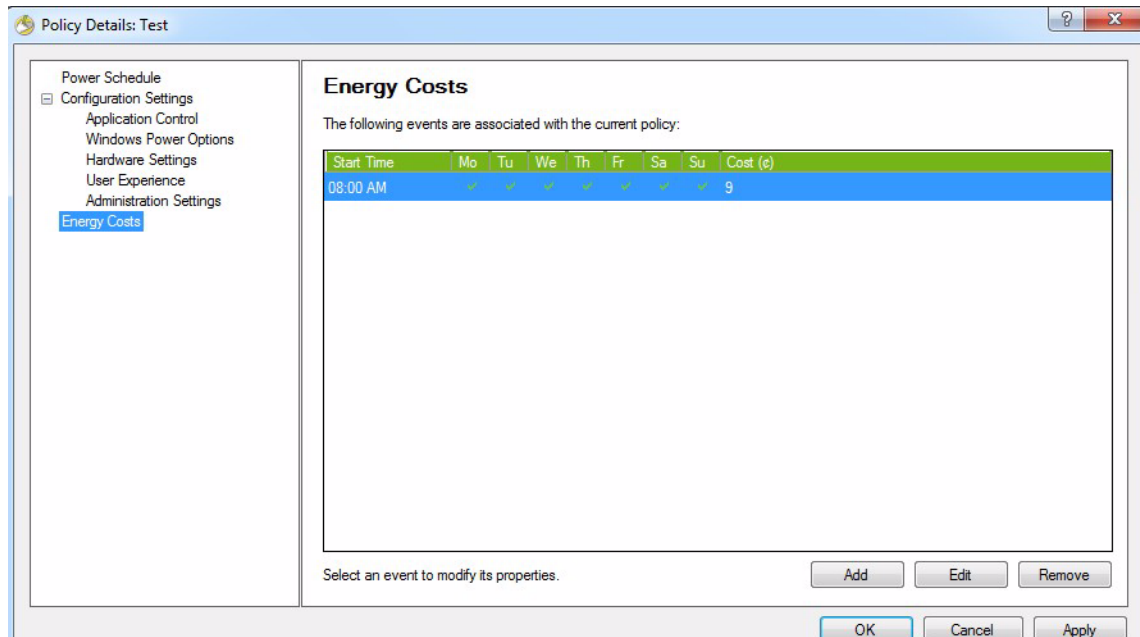 Policy Details: Test
Power Schedule
Configuration Settings
Application Control
Windows Power Options
Hardware Settings
User Experience
Administration Settings
Energy Costs
Energy Costs
The following events are associated with the current policy:
Start Time Mo Tu We Th Fr Sa Su Cost (¢)
08:00 AM ✓ ✓ ✓ ✓ ✓ ✓ ✓ 9
Select an event to modify its properties.
Add Edit Remove
OK Cancel Apply